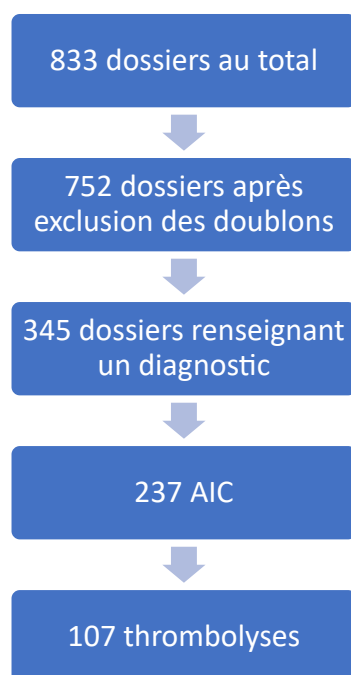 833 dossiers au total
752 dossiers après
exclusion des doublons
345 dossiers renseignant
un diagnostic
237 AIC
107 thrombolyses